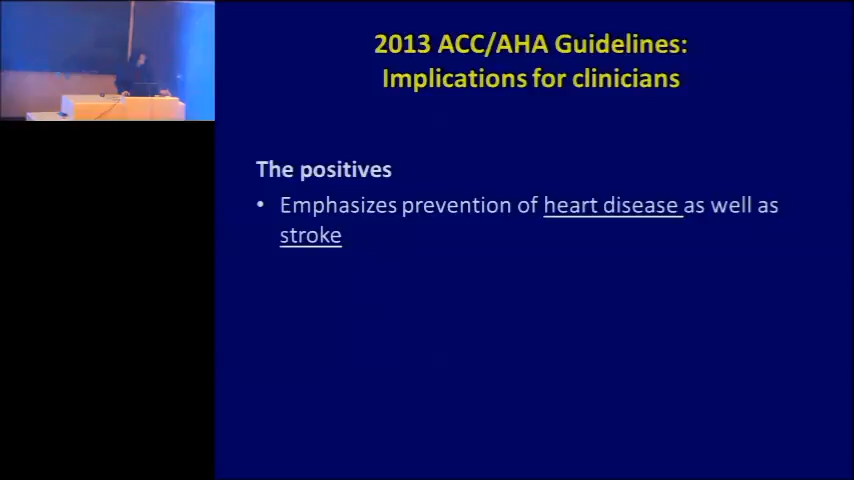 2013 ACC/AHA Guidelines:
Implications for clinicians
The positives
• Emphasizes prevention of heart disease as well as
stroke